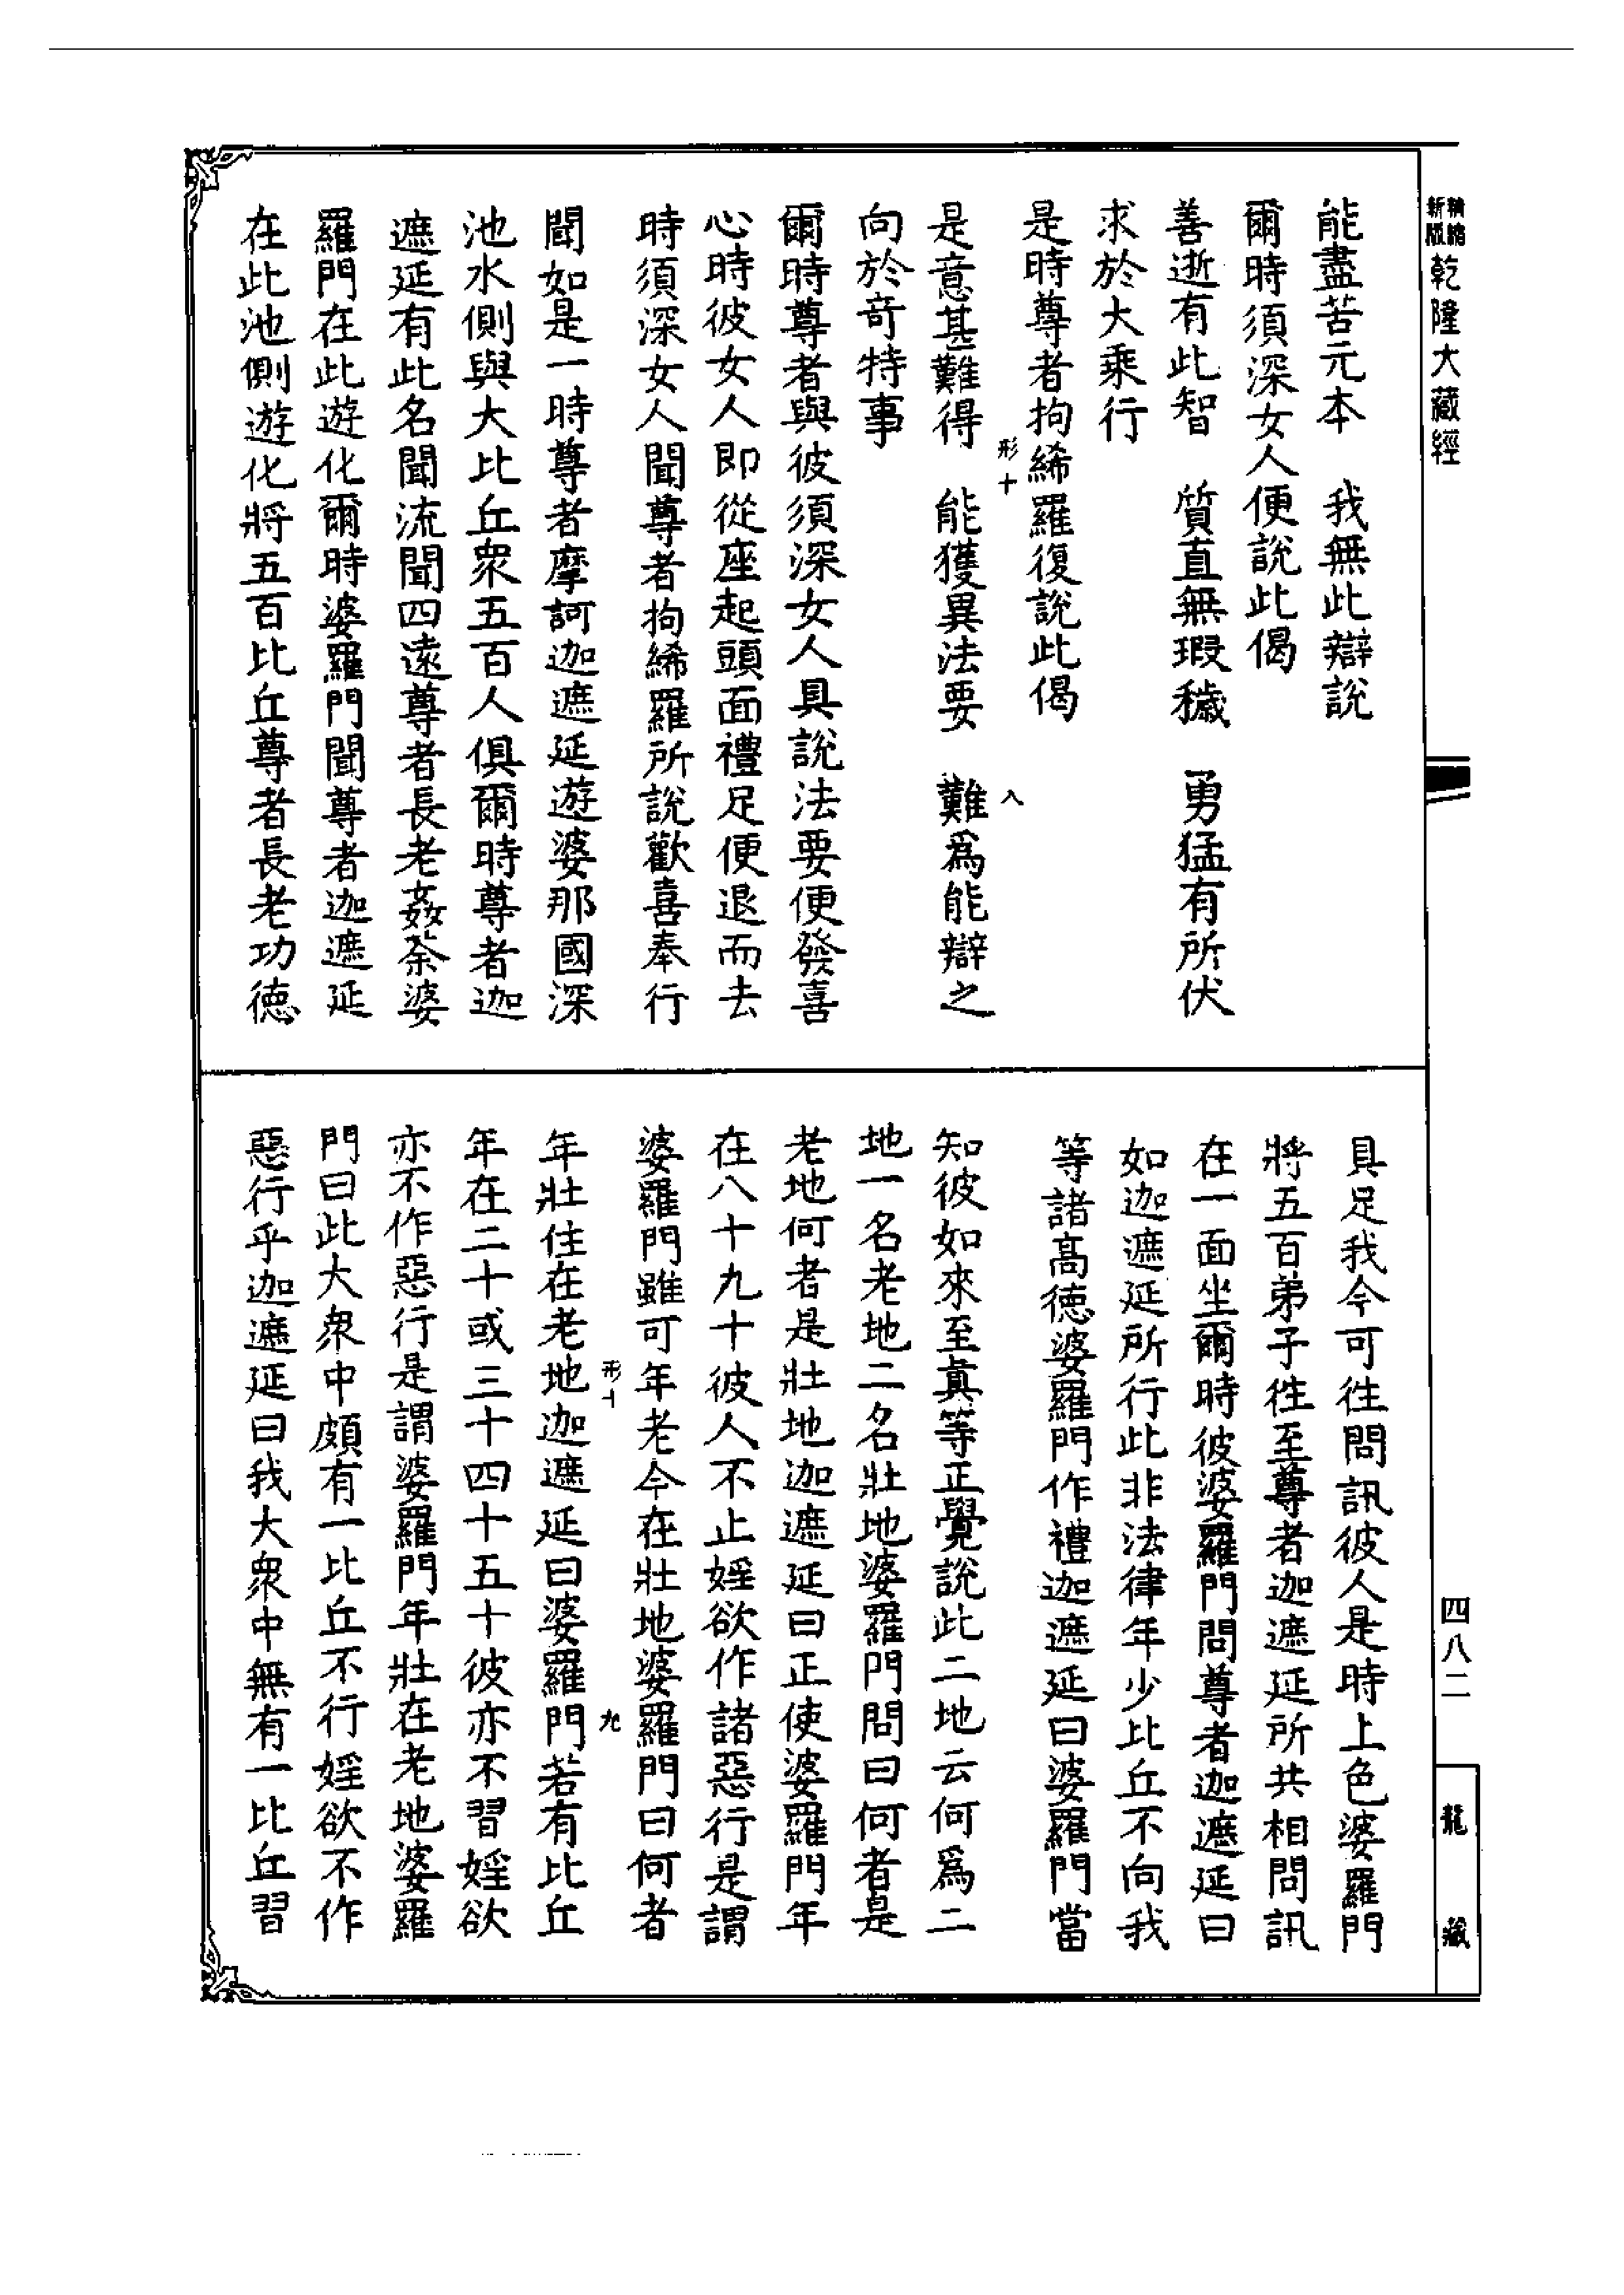 精縮新版乾隆大藏經
能盡苦元本　我無此辯說
爾時須深女人便說此偈
善逝有此智　質直無瑕穢　勇猛有所伏
求於大乘行
是時尊者拘絺羅復說此偈
形十
八
是意甚難得　能獲異法要　難為能辯之
向於奇特事
爾時尊者與彼須深女人具說法要便發喜
心時彼女人即從座起頭面禮足便退而去
時須深女人聞尊者拘絺羅所說歡喜奉行
聞如是一時尊者摩訶迦遮延遊婆那國深
池水側與大比丘眾五百人俱爾時尊者迦
遮延有此名聞流聞四遠尊者長老姦荼婆
羅門在此遊化爾時婆羅門聞尊者迦遮延
在此池側遊化將五百比丘尊者長老功德
四八二
龍藏
具足我今可往問訊彼人是時上色婆羅門
將五百弟子往至尊者迦遮延所共相問訊
在一面坐爾時彼婆羅門問尊者迦遮延曰
如迦遮延所行此非法律年少比丘不向我
等諸高德婆羅門作禮迦遮延曰婆羅門當
知彼如來至真等正覺說此二地云何為二
地一名老地二名壯地婆羅門問曰何者是
老地何者是壯地迦遮延曰正使婆羅門年
在八十九十彼人不止婬欲作諸惡行是謂
婆羅門雖可年老今在壯地婆羅門曰何者
形十
九
年壯住在老地迦遮延曰婆羅門若有比丘
年在二十或三十四十五十彼亦不習婬欲
亦不作惡行是謂婆羅門年壯在老地婆羅
門曰此大眾中頗有一比丘不行婬欲不作
惡行乎迦遮延曰我大眾中無有一比丘習